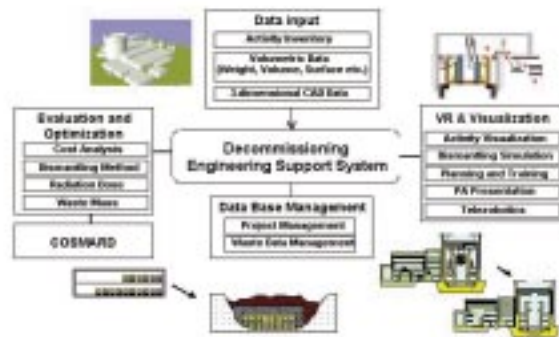 Data input
Activity Inventory
Volumetric Data
(Weight, Volume, Surface etc.)
3-dimensional CAD Data
Evaluation and
Optimization
Cost Analysis
Dismantling Method
Radiation Dose
Waste Mass
COSMARD
Decommissioning
Engineering Support System
Data Base Management
Project Management
Waste Data Management
VR & Visualization
Activity Visualization
Dismantling Simulation
Planning and Training
PA Presentation
Telerobotics